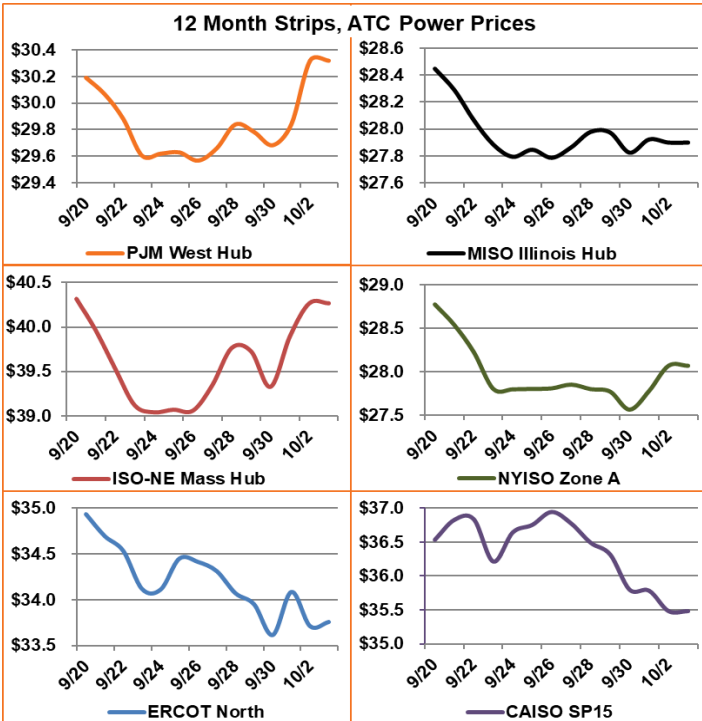 12 Month Strips, ATC Power Prices
$30.4
$30.2
$30.0
$29.8
$29.6
$29.4
9/20 9/22 9/24 9/26 9/28 9/30 10/2
PJM West Hub
$28.6
$28.4
$28.2
$28.0
$27.8
$27.6
9/20 9/22 9/24 9/26 9/28 9/30 10/2
MISO Illinois Hub
$40.5
$40.0
$39.5
$39.0
9/20 9/22 9/24 9/26 9/28 9/30 10/2
ISO-NE Mass Hub
$29.0
$28.5
$28.0
$27.5
9/20 9/22 9/24 9/26 9/28 9/30 10/2
NYISO Zone A
$35.0
$34.5
$34.0
$33.5
9/20 9/22 9/24 9/26 9/28 9/30 10/2
ERCOT North
$37.0
$36.5
$36.0
$35.5
$35.0
9/20 9/22 9/24 9/26 9/28 9/30 10/2
CAISO SP15